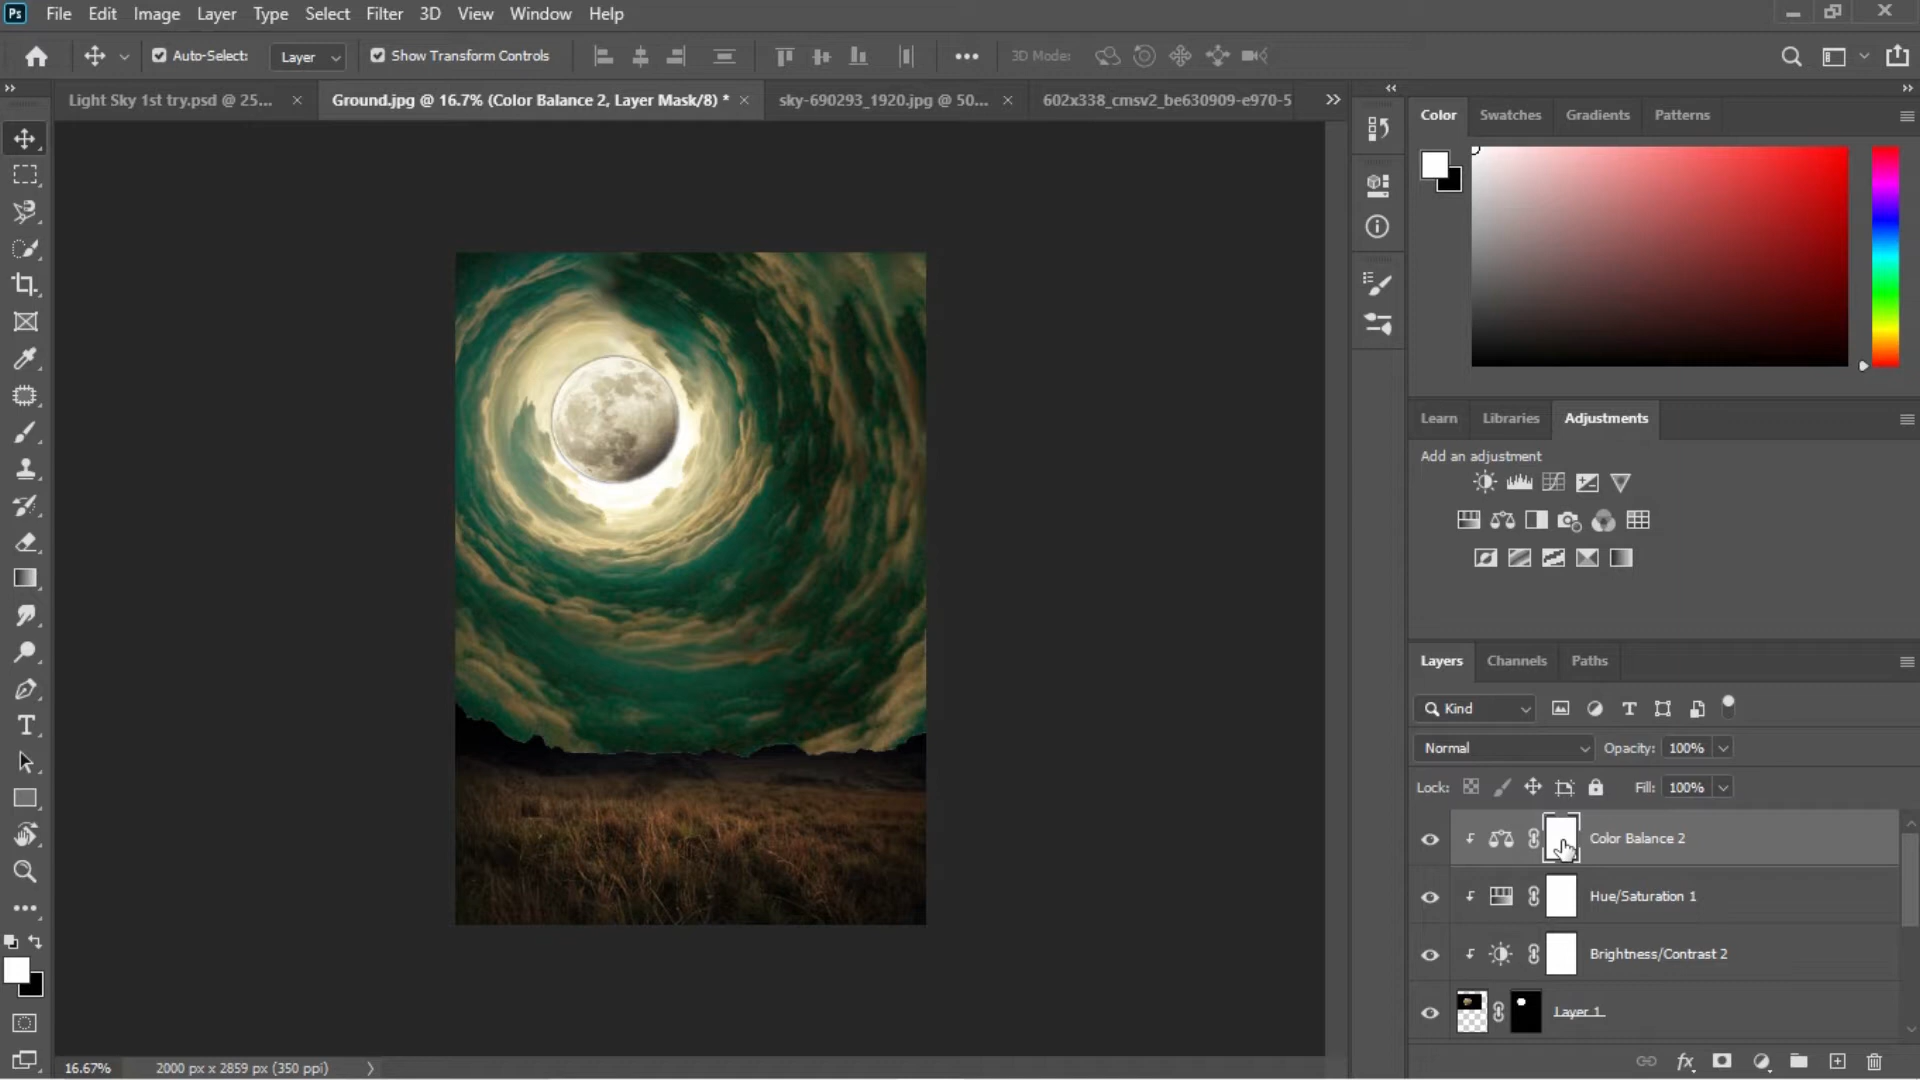 Ps File Edit Image Layer Type Select Filter 3D View Window Help
Auto-Select: Layer Show Transform Controls 3D Mode:
Light Sky 1st try.psd @ 25... Ground.jpg @ 16.7% (Color Balance 2, Layer Mask/8) * sky-690293_1920.jpg @ 50... 602x338_cmsv2_be630909-e970-5
Color Swatches Gradients Patterns
Learn Libraries Adjustments
Add an adjustment
Layers Channels Paths
Kind
Normal Opacity: 100%
Lock: Fill: 100%
Color Balance 2
Hue/Saturation 1
Brightness/Contrast 2
Layer 1
16.67% 2000 px x 2859 px (350 ppi)